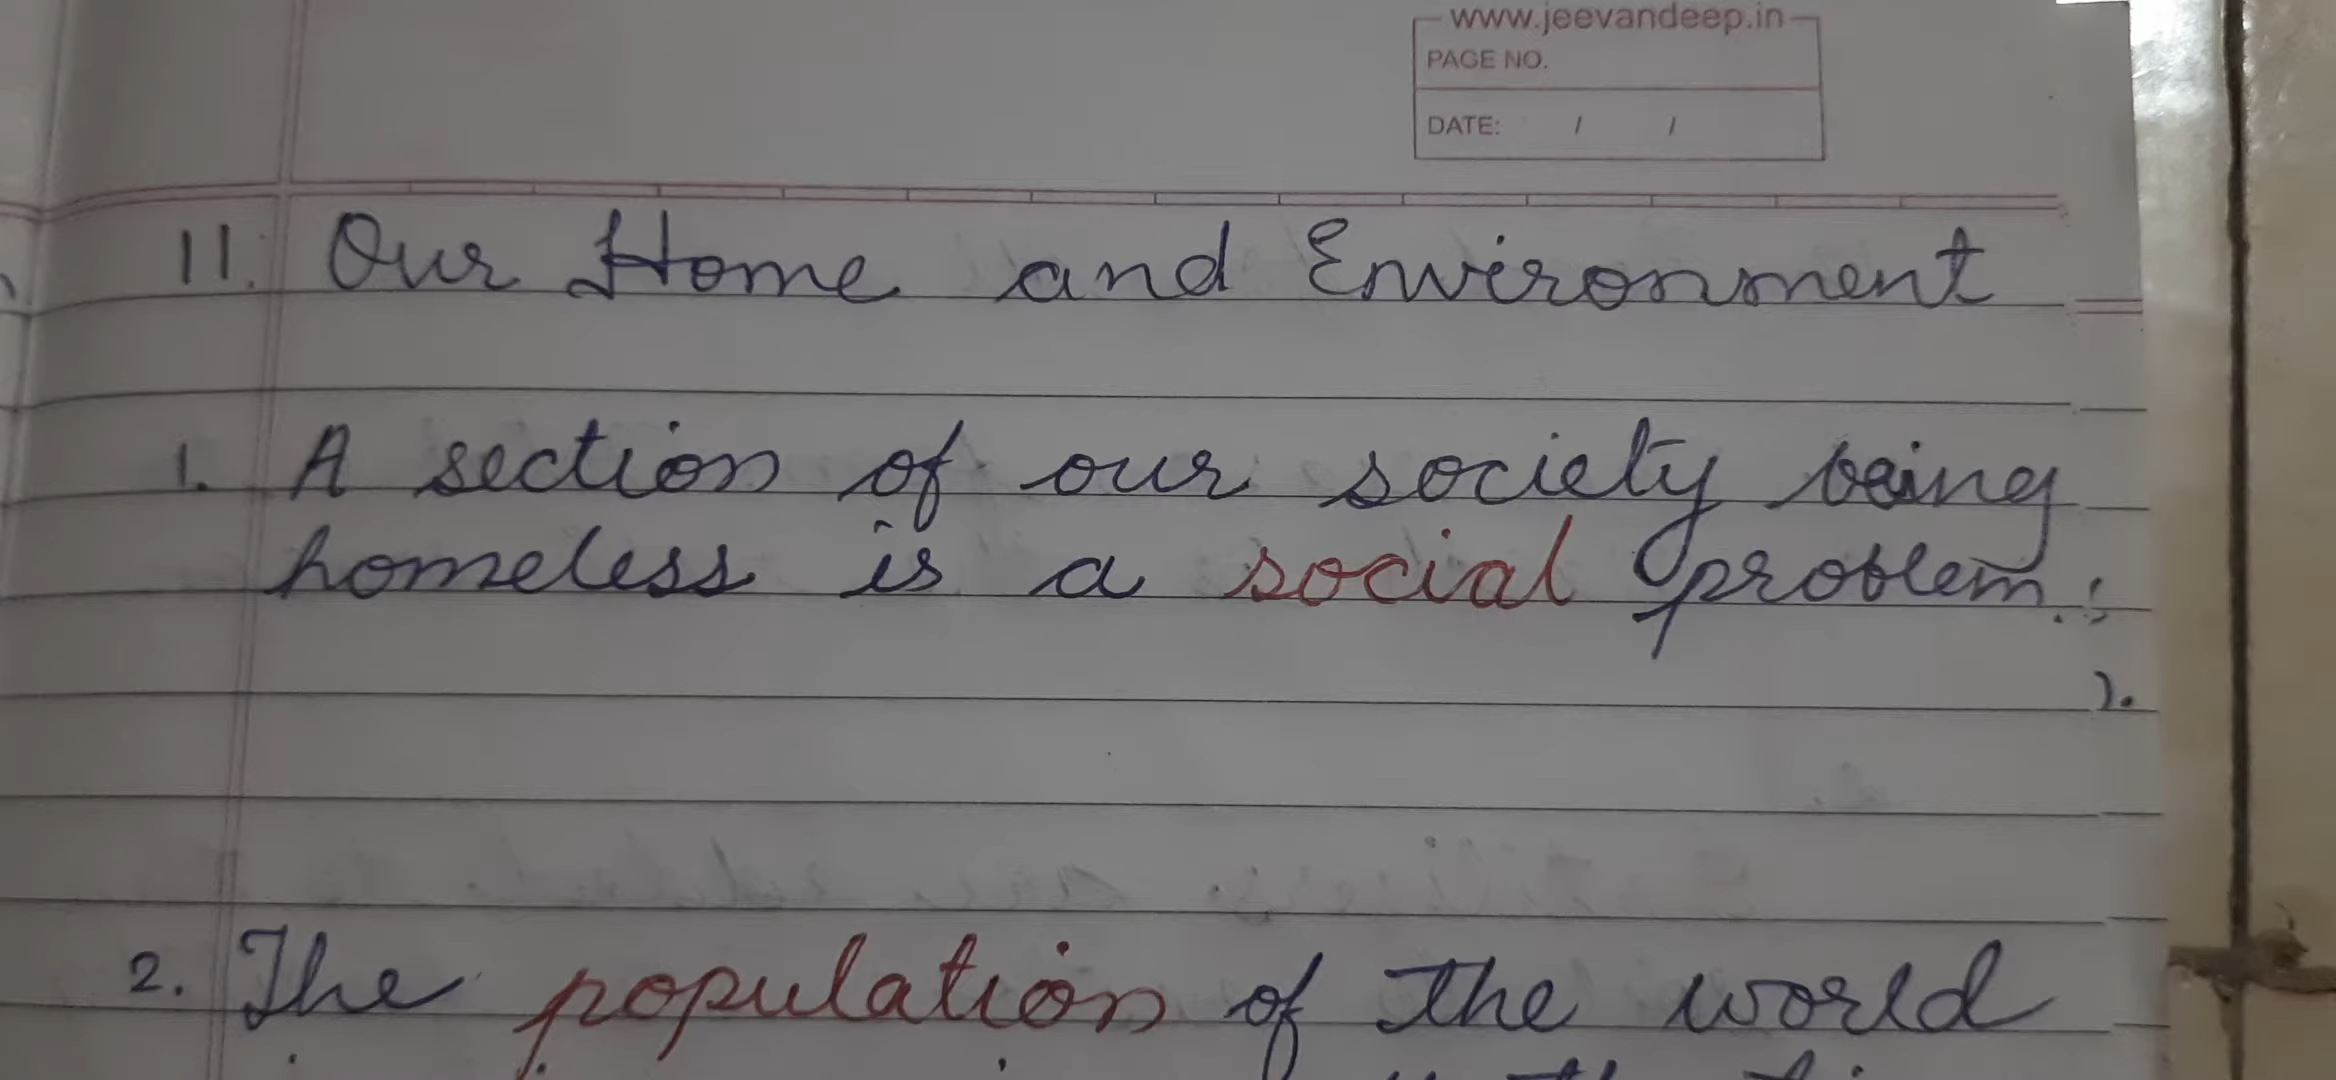 www.jeevandeep.in
PAGE NO.
DATE: / /
11. Our Home and Environment
1. A section of our society being
homeless is a social problem.
2. The population of the world